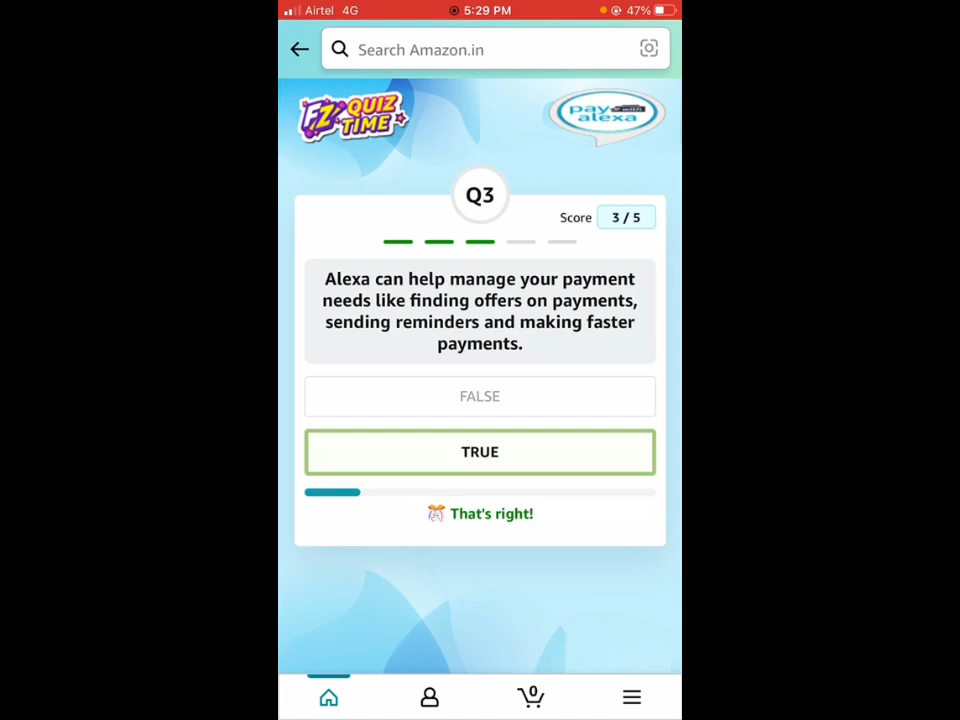 Airtel 4G 5:29 PM 47%
Search Amazon.in
FZ QUIZ TIME
pay with alexa
Q3
Score 3 / 5
Alexa can help manage your payment
needs like finding offers on payments,
sending reminders and making faster
payments.
FALSE
TRUE
That's right!
0